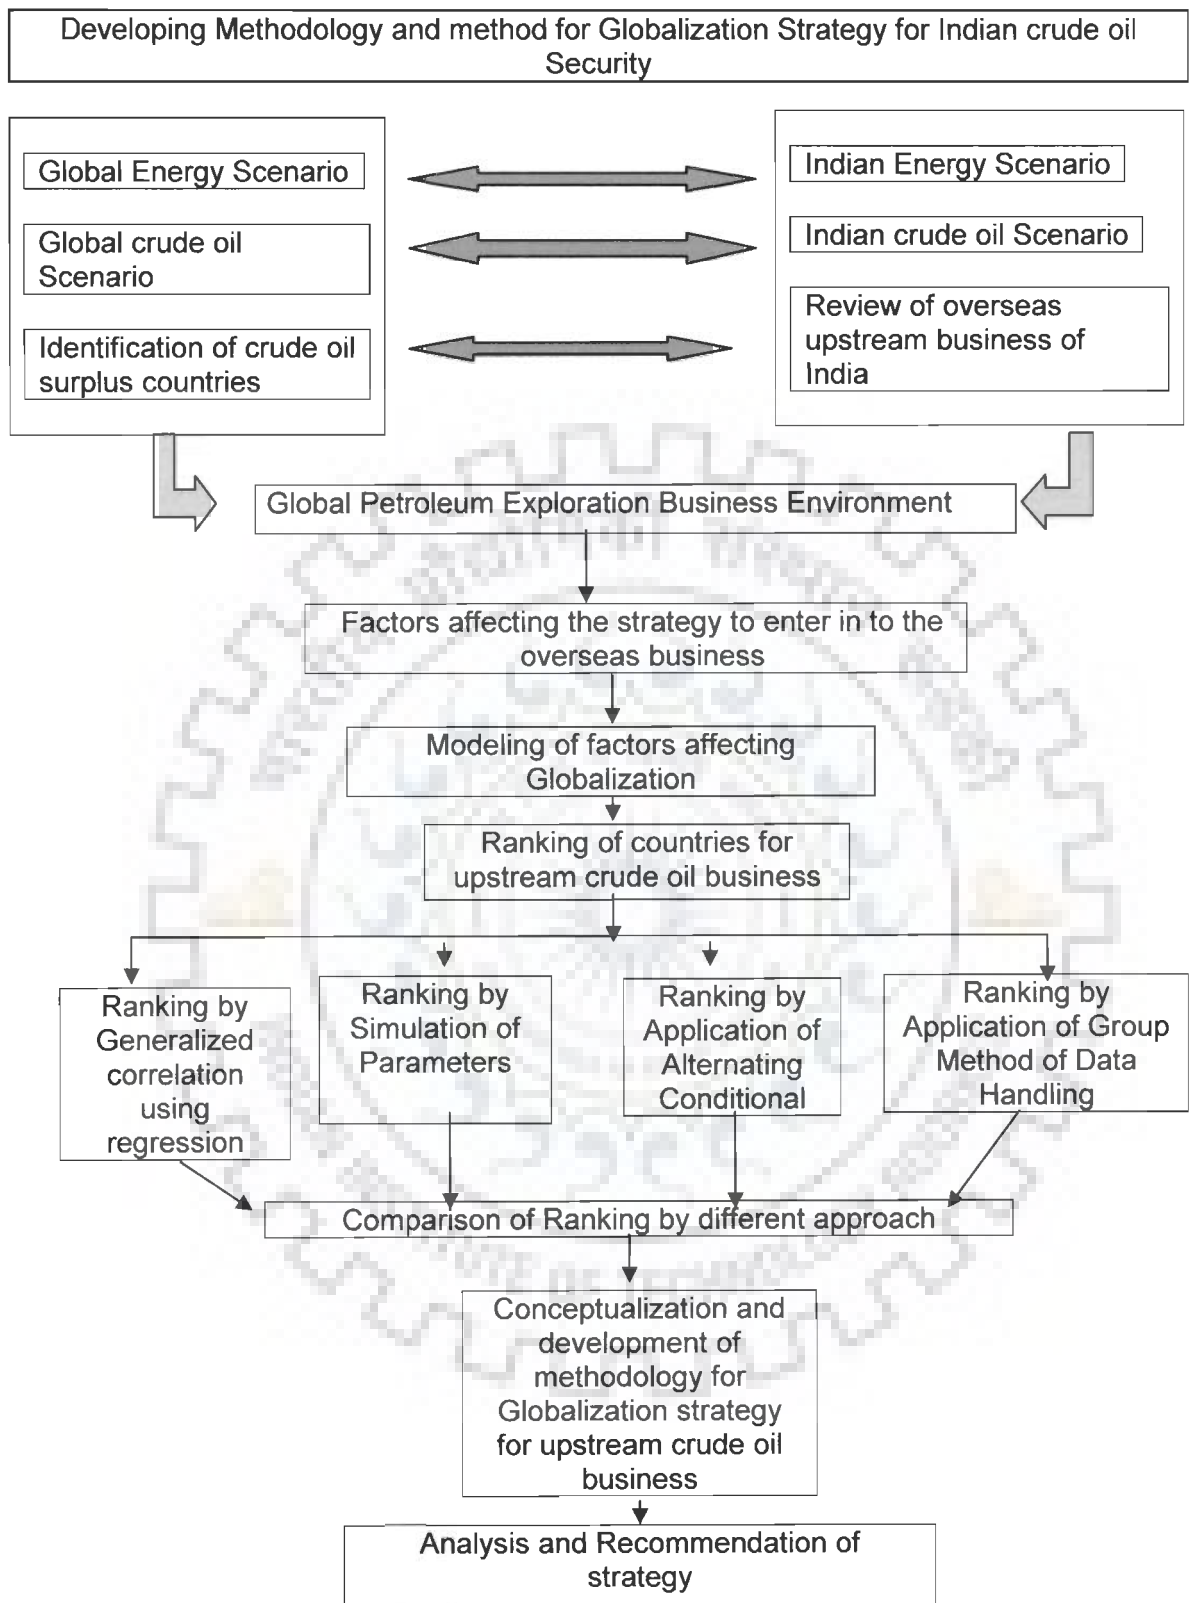 Developing Methodology and method for Globalization Strategy for Indian crude oil
Security
Global Energy Scenario
Global crude oil
Scenario
Identification of crude oil
surplus countries
Indian Energy Scenario
Indian crude oil Scenario
Review of overseas
upstream business of
India
Global Petroleum Exploration Business Environment
Factors affecting the strategy to enter in to the
overseas business
Modeling of factors affecting
Globalization
Ranking of countries for
upstream crude oil business
Ranking by
Generalized
correlation
using
regression
Ranking by
Simulation of
Parameters
Ranking by
Application of
Alternating
Conditional
Ranking by
Application of Group
Method of Data
Handling
Comparison of Ranking by different approach
Conceptualization and
development of
methodology for
Globalization strategy
for upstream crude oil
business
Analysis and Recommendation of
strategy